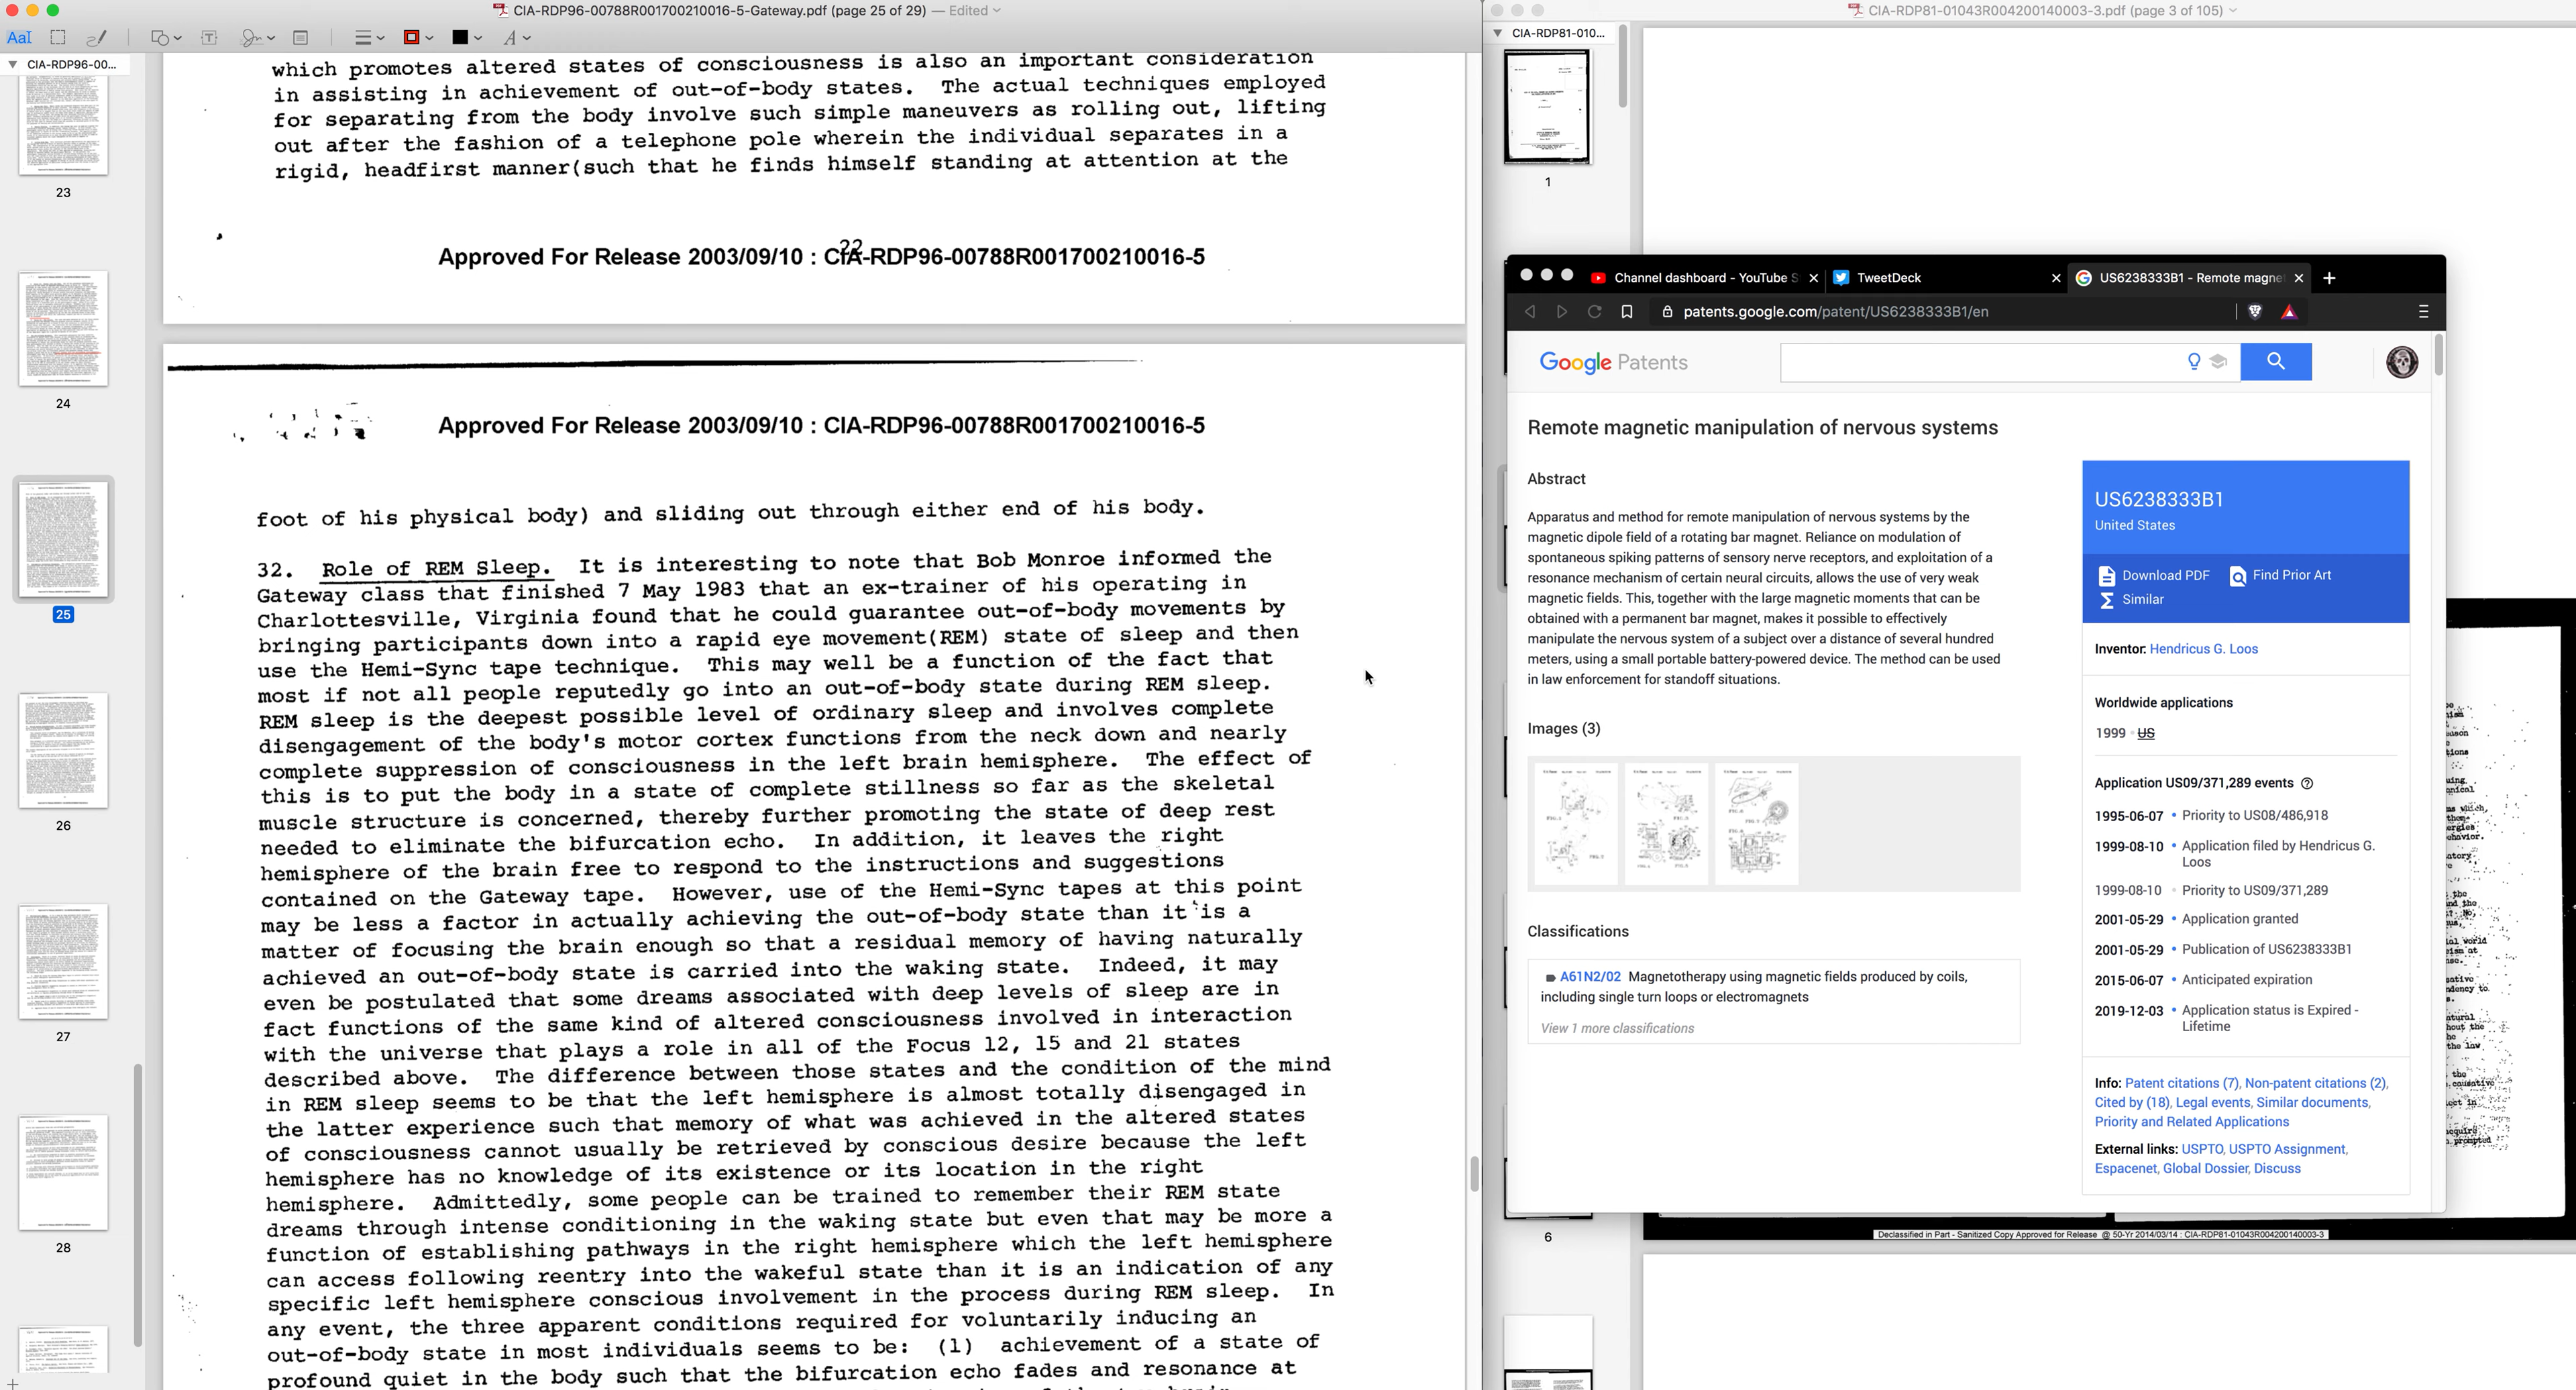 CIA-RDP96-00788R001700210016-5-Gateway.pdf (page 25 of 29) — Edited
CIA-RDP96-00...
23
24
25
26
27
28
which promotes altered states of consciousness is also an important consideration
in assisting in achievement of out-of-body states. The actual techniques employed
for separating from the body involve such simple maneuvers as rolling out, lifting
out after the fashion of a telephone pole wherein the individual separates in a
rigid, headfirst manner(such that he finds himself standing at attention at the
22
Approved For Release 2003/09/10 : CIA-RDP96-00788R001700210016-5
Approved For Release 2003/09/10 : CIA-RDP96-00788R001700210016-5
foot of his physical body) and sliding out through either end of his body.
32. Role of REM Sleep. It is interesting to note that Bob Monroe informed the
Gateway class that finished 7 May 1983 that an ex-trainer of his operating in
Charlottesville, Virginia found that he could guarantee out-of-body movements by
bringing participants down into a rapid eye movement(REM) state of sleep and then
use the Hemi-Sync tape technique. This may well be a function of the fact that
most if not all people reputedly go into an out-of-body state during REM sleep.
REM sleep is the deepest possible level of ordinary sleep and involves complete
disengagement of the body's motor cortex functions from the neck down and nearly
complete suppression of consciousness in the left brain hemisphere. The effect of
this is to put the body in a state of complete stillness so far as the skeletal
muscle structure is concerned, thereby further promoting the state of deep rest
needed to eliminate the bifurcation echo. In addition, it leaves the right
hemisphere of the brain free to respond to the instructions and suggestions
contained on the Gateway tape. However, use of the Hemi-Sync tapes at this point
may be less a factor in actually achieving the out-of-body state than it is a
matter of focusing the brain enough so that a residual memory of having naturally
achieved an out-of-body state is carried into the waking state. Indeed, it may
even be postulated that some dreams associated with deep levels of sleep are in
fact functions of the same kind of altered consciousness involved in interaction
with the universe that plays a role in all of the Focus 12, 15 and 21 states
described above. The difference between those states and the condition of the mind
in REM sleep seems to be that the left hemisphere is almost totally disengaged in
the latter experience such that memory of what was achieved in the altered states
of consciousness cannot usually be retrieved by conscious desire because the left
hemisphere has no knowledge of its existence or its location in the right
hemisphere. Admittedly, some people can be trained to remember their REM state
dreams through intense conditioning in the waking state but even that may be more a
function of establishing pathways in the right hemisphere which the left hemisphere
can access following reentry into the wakeful state than it is an indication of any
specific left hemisphere conscious involvement in the process during REM sleep. In
any event, the three apparent conditions required for voluntarily inducing an
out-of-body state in most individuals seems to be: (1) achievement of a state of
profound quiet in the body such that the bifurcation echo fades and resonance at
CIA-RDP81-01043R004200140003-3.pdf (page 3 of 105)
CIA-RDP81-010...
1
6
Channel dashboard - YouTube S
TweetDeck
US6238333B1 - Remote magne
patents.google.com/patent/US6238333B1/en
Google Patents
Remote magnetic manipulation of nervous systems
Abstract
Apparatus and method for remote manipulation of nervous systems by the
magnetic dipole field of a rotating bar magnet. Reliance on modulation of
spontaneous spiking patterns of sensory nerve receptors, and exploitation of a
resonance mechanism of certain neural circuits, allows the use of very weak
magnetic fields. This, together with the large magnetic moments that can be
obtained with a permanent bar magnet, makes it possible to effectively
manipulate the nervous system of a subject over a distance of several hundred
meters, using a small portable battery-powered device. The method can be used
in law enforcement for standoff situations.
Images (3)
Classifications
A61N2/02 Magnetotherapy using magnetic fields produced by coils,
including single turn loops or electromagnets
View 1 more classifications
US6238333B1
United States
Download PDF Find Prior Art
Similar
Inventor: Hendricus G. Loos
Worldwide applications
1999 · US
Application US09/371,289 events
1995-06-07 • Priority to US08/486,918
1999-08-10 • Application filed by Hendricus G.
Loos
1999-08-10 • Priority to US09/371,289
2001-05-29 • Application granted
2001-05-29 • Publication of US6238333B1
2015-06-07 • Anticipated expiration
2019-12-03 • Application status is Expired -
Lifetime
Info: Patent citations (7), Non-patent citations (2),
Cited by (18), Legal events, Similar documents,
Priority and Related Applications
External links: USPTO, USPTO Assignment,
Espacenet, Global Dossier, Discuss
Declassified in Part - Sanitized Copy Approved for Release @ 50-Yr 2014/03/14 : CIA-RDP81-01043R004200140003-3